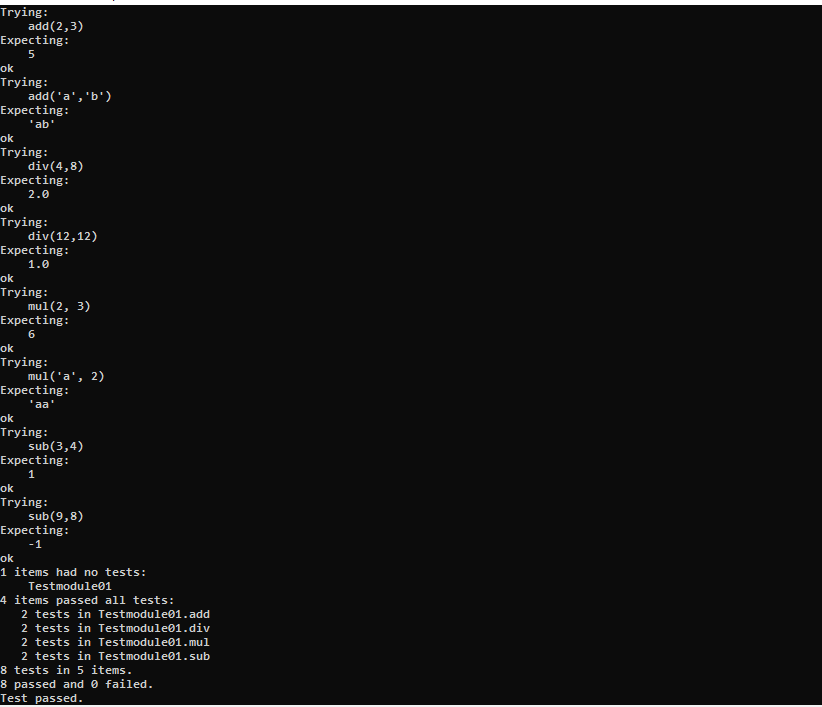 Trying:
    add(2,3)
Expecting:
    5
ok
Trying:
    add('a','b')
Expecting:
    'ab'
ok
Trying:
    div(4,8)
Expecting:
    2.0
ok
Trying:
    div(12,12)
Expecting:
    1.0
ok
Trying:
    mul(2, 3)
Expecting:
    6
ok
Trying:
    mul('a', 2)
Expecting:
    'aa'
ok
Trying:
    sub(3,4)
Expecting:
    1
ok
Trying:
    sub(9,8)
Expecting:
    -1
ok
1 items had no tests:
    Testmodule01
4 items passed all tests:
   2 tests in Testmodule01.add
   2 tests in Testmodule01.div
   2 tests in Testmodule01.mul
   2 tests in Testmodule01.sub
8 tests in 5 items.
8 passed and 0 failed.
Test passed.